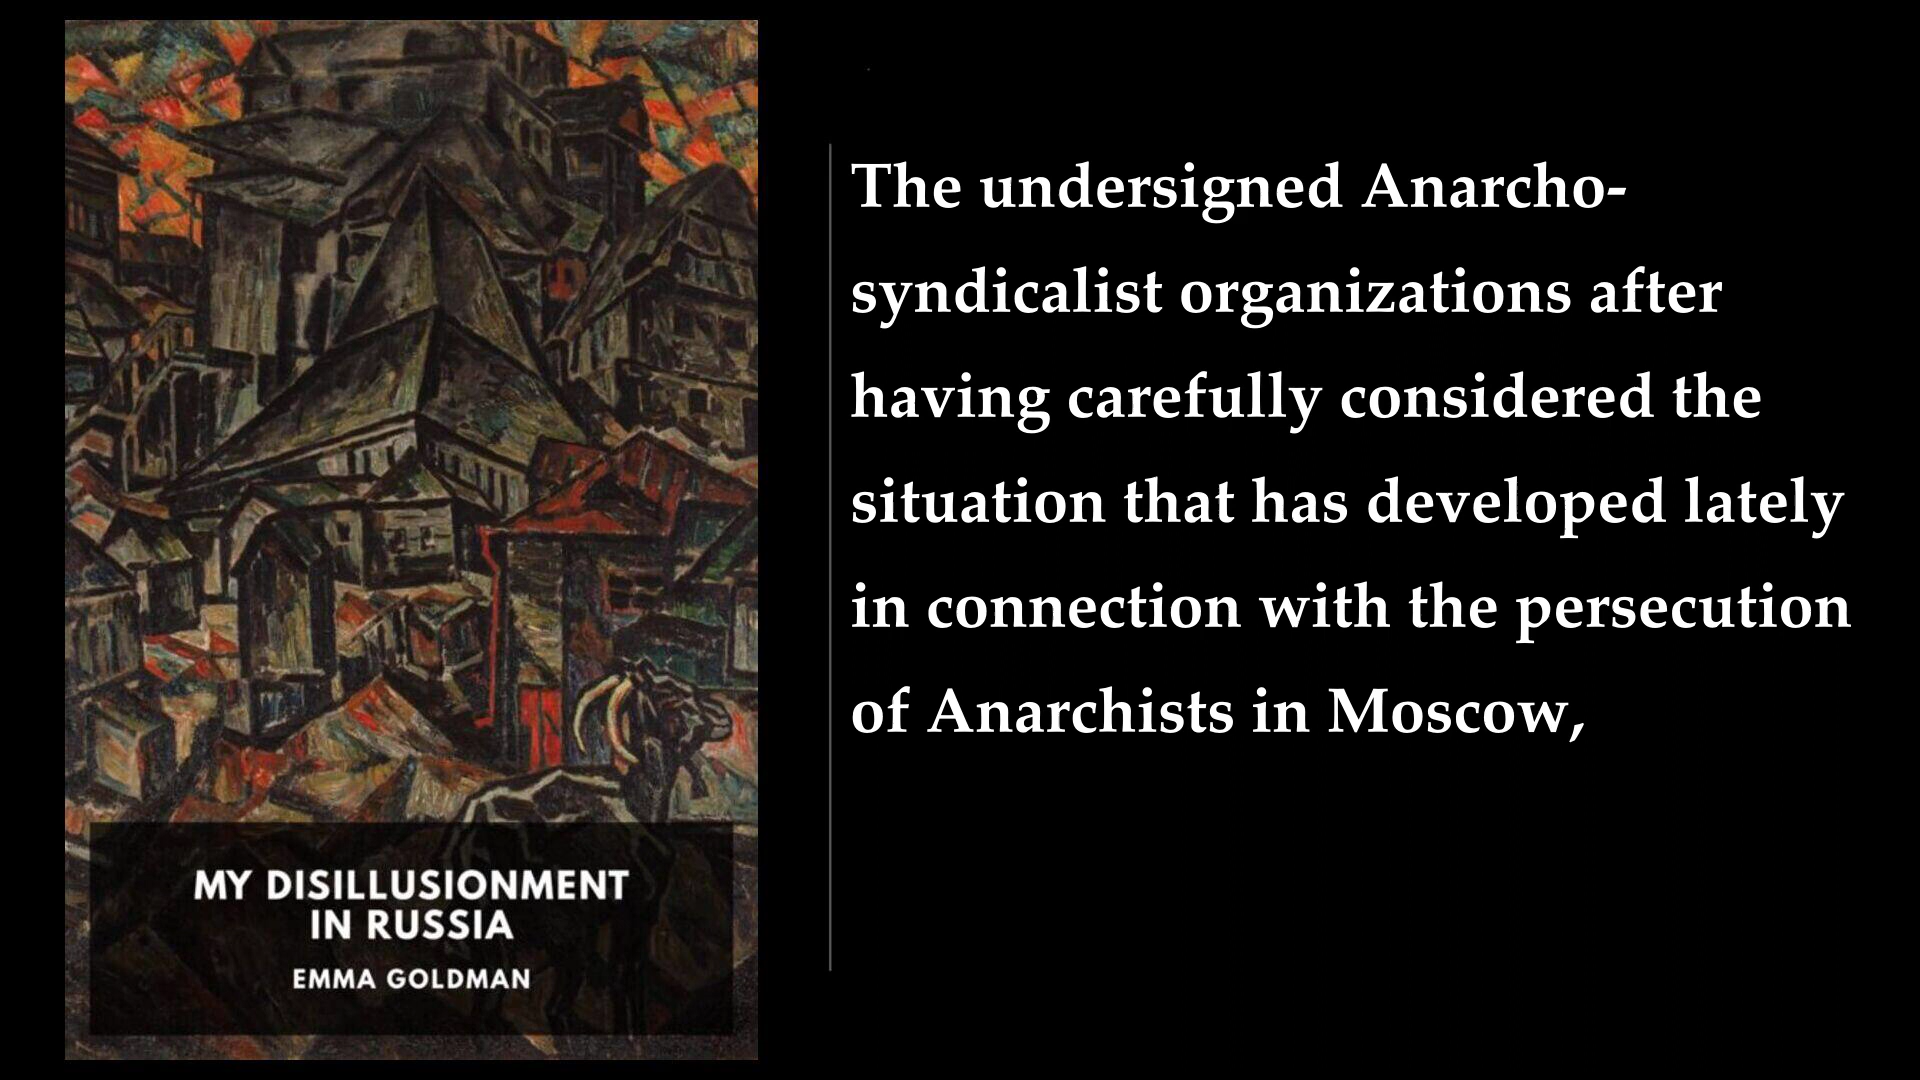 MY DISILLUSIONMENT
IN RUSSIA
EMMA GOLDMAN
The undersigned Anarcho-
syndicalist organizations after
having carefully considered the
situation that has developed lately
in connection with the persecution
of Anarchists in Moscow,